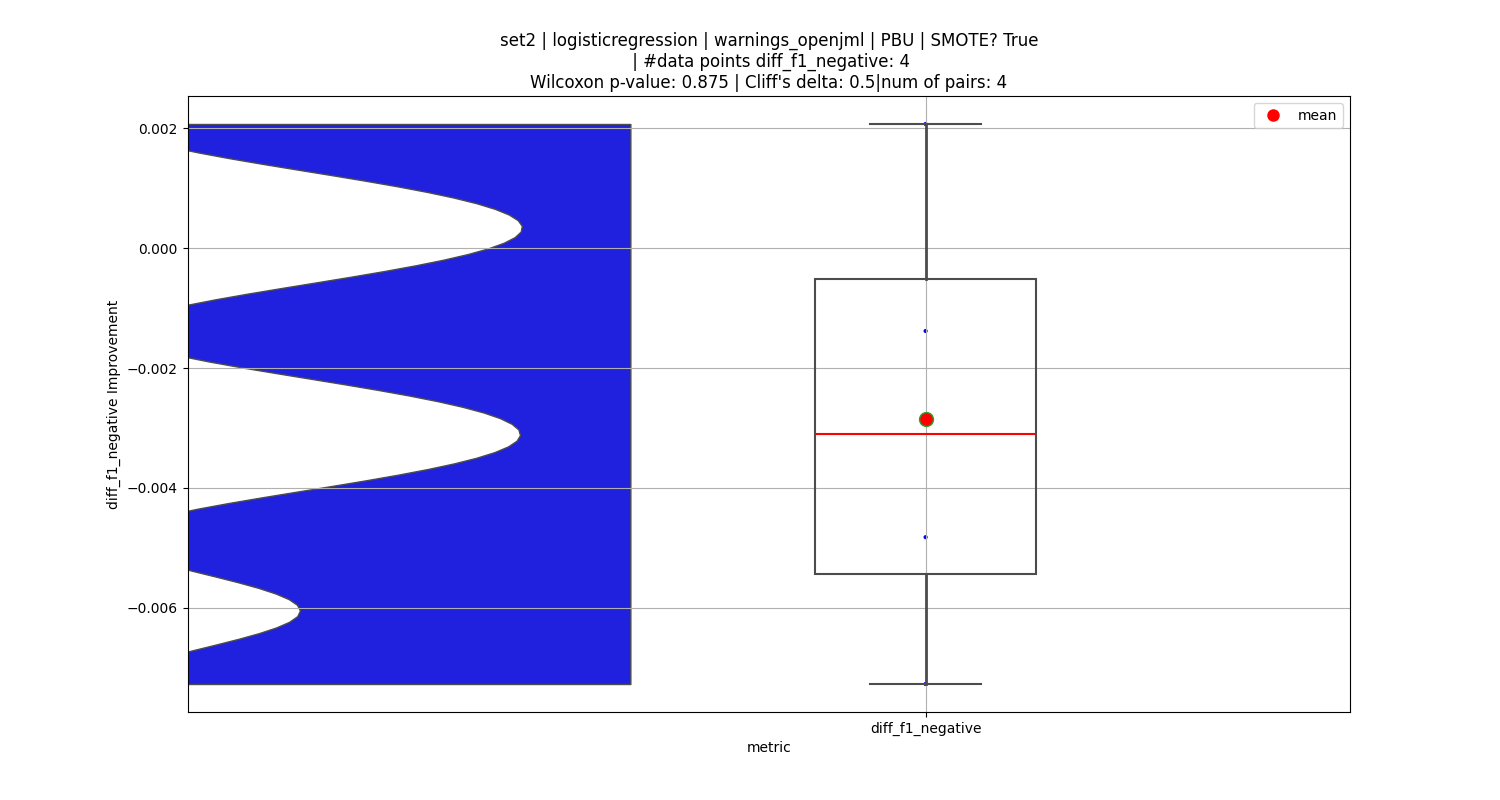 set2 | logisticregression | warnings_openjml | PBU | SMOTE? True
| #data points diff_f1_negative: 4
Wilcoxon p-value: 0.875 | Cliff's delta: 0.5|num of pairs: 4
mean
0.002
0.000
−0.002
−0.004
−0.006
diff_f1_negative Improvement
diff_f1_negative
metric